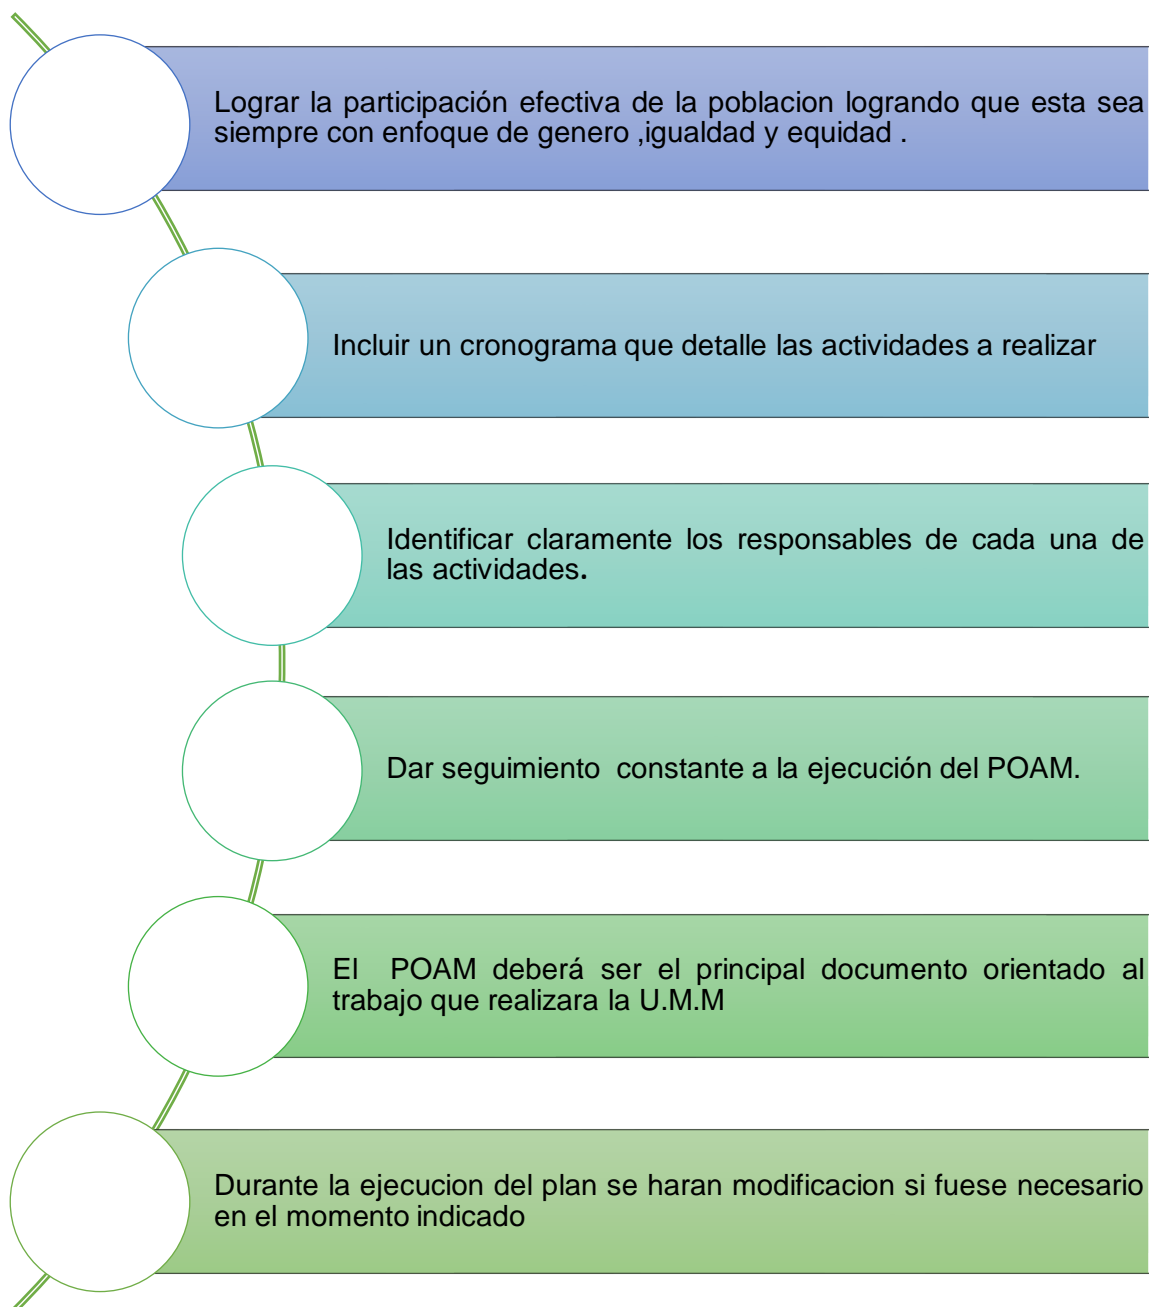 Lograr la participación efectiva de la poblacion logrando que esta sea
siempre con enfoque de genero ,igualdad y equidad .
Incluir un cronograma que detalle las actividades a realizar
Identificar claramente los responsables de cada una de
las actividades.
Dar seguimiento constante a la ejecución del POAM.
El POAM deberá ser el principal documento orientado al
trabajo que realizara la U.M.M
Durante la ejecucion del plan se haran modificacion si fuese necesario
en el momento indicado